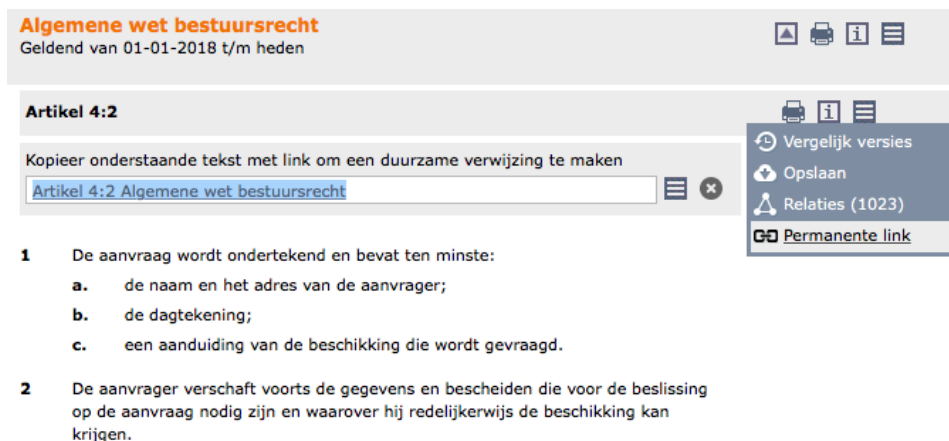 Algemene wet bestuursrecht
Geldend van 01-01-2018 t/m heden
Artikel 4:2
Vergelijk versies
Opslaan
Relaties (1023)
Permanente link
Kopieer onderstaande tekst met link om een duurzame verwijzing te maken
Artikel 4:2 Algemene wet bestuursrecht
1 De aanvraag wordt ondertekend en bevat ten minste:
a. de naam en het adres van de aanvrager;
b. de dagtekening;
c. een aanduiding van de beschikking die wordt gevraagd.
2 De aanvrager verschaft voorts de gegevens en bescheiden die voor de beslissing
op de aanvraag nodig zijn en waarover hij redelijkerwijs de beschikking kan
krijgen.